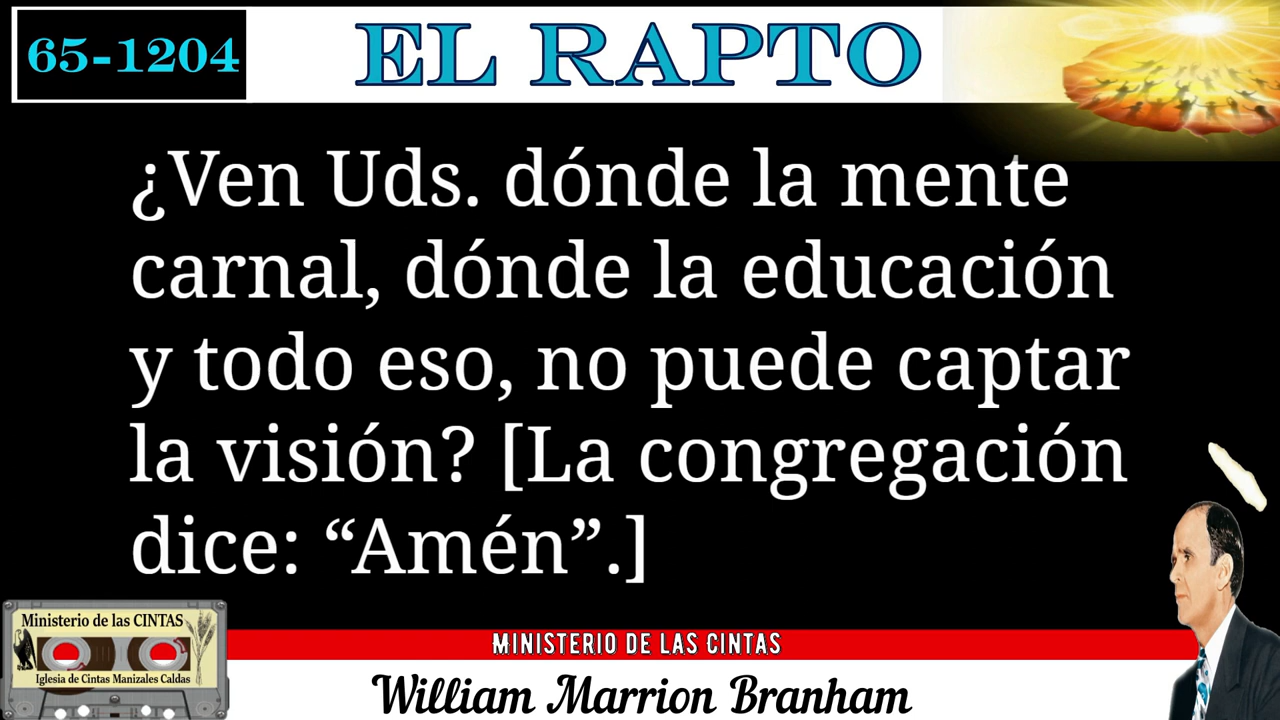 65-1204
EL RAPTO
¿Ven Uds. dónde la mente
carnal, dónde la educación
y todo eso, no puede captar
la visión? [La congregación
dice: “Amén”.]
Ministerio de las CINTAS
Iglesia de Cintas Manizales Caldas
MINISTERIO DE LAS CINTAS
William Marrion Branham